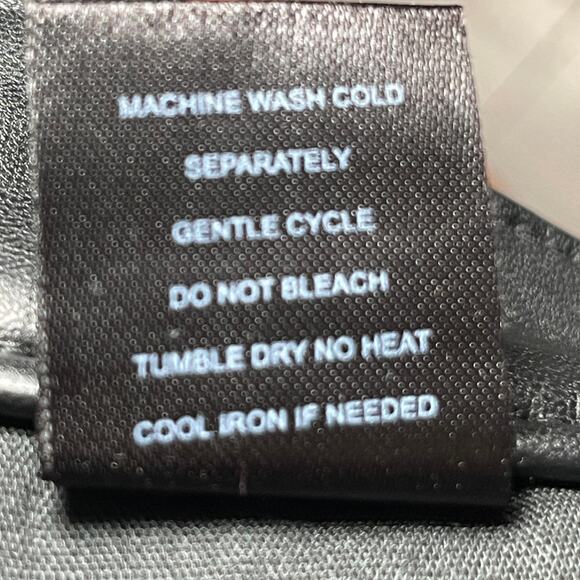 MACHINE WASH COLD
SEPARATELY
GENTLE CYCLE
DO NOT BLEACH
TUMBLE DRY NO HEAT
COOL IRON IF NEEDED